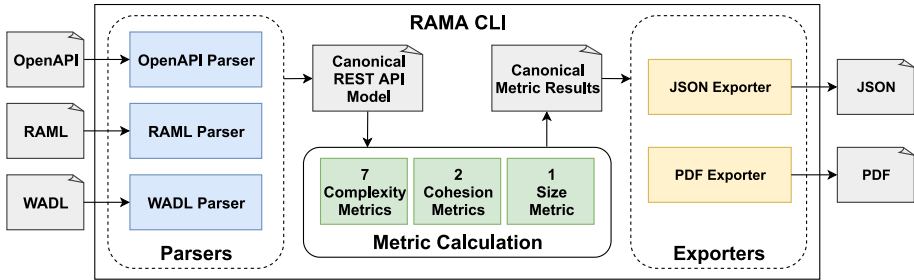 RAMA CLI
OpenAPI
RAML
WADL
OpenAPI Parser
RAML Parser
WADL Parser
Parsers
Canonical
REST API
Model
Canonical
Metric Results
7
Complexity
Metrics
2
Cohesion
Metrics
1
Size
Metric
Metric Calculation
JSON Exporter
PDF Exporter
Exporters
JSON
PDF